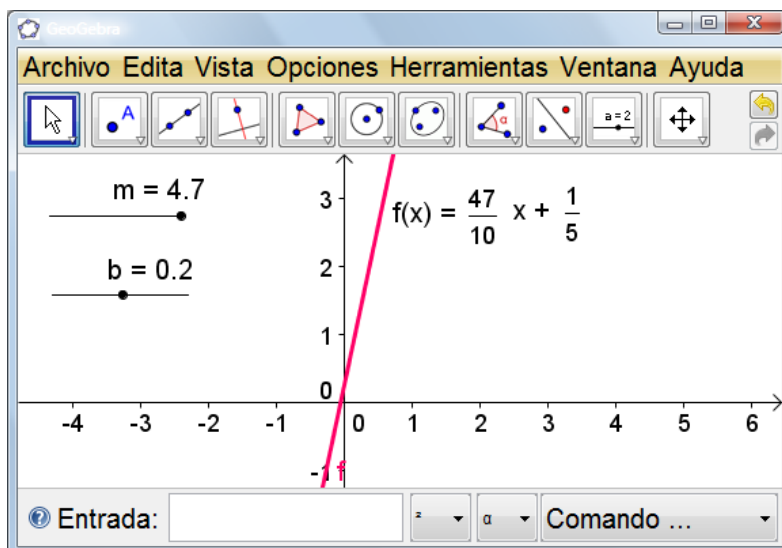 GeoGebra
Archivo Edita Vista Opciones Herramientas Ventana Ayuda
A α a = 2
m = 4.7
b = 0.2
f(x) = 47/10 x + 1/5
3
2
1
0
-4 -3 -2 -1 0 1 2 3 4 5 6
-1 f
Entrada: ² α Comando ...